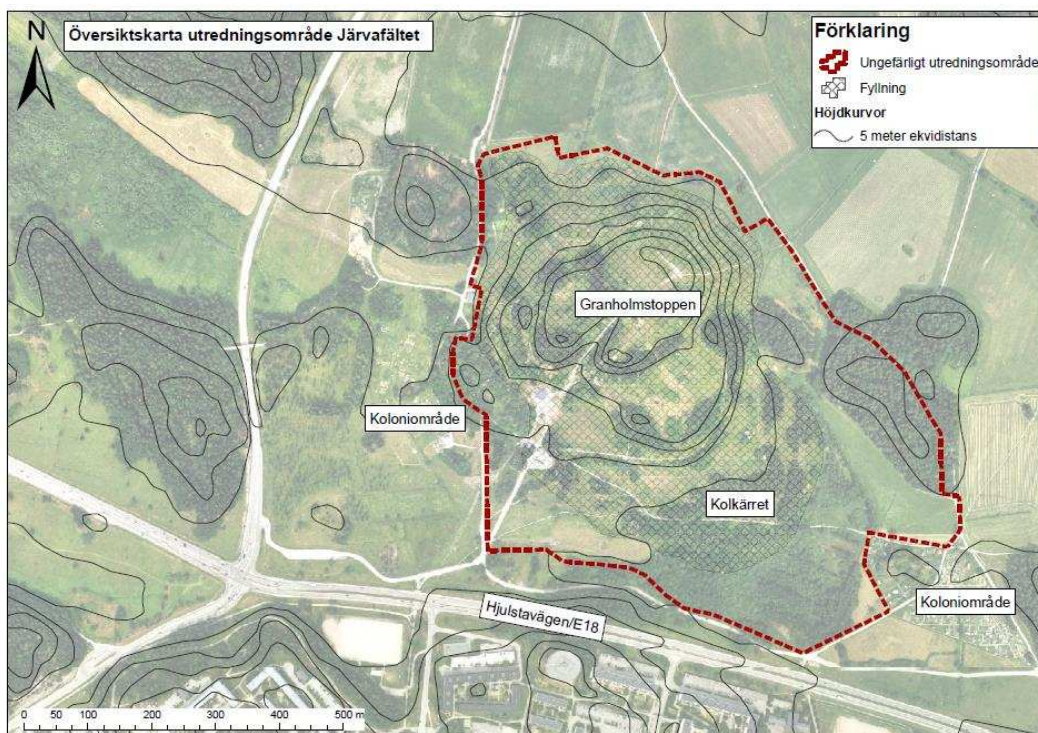 Översiktskarta utredningsområde Järvafältet
N
Förklaring
Ungefärligt utredningsområde
Fyllning
Höjdkurvor
5 meter ekvidistans
Granholmstoppen
Koloniområde
Kolkärret
Hjulstavägen/E18
Koloniområde
0 50 100 200 300 400 500 m